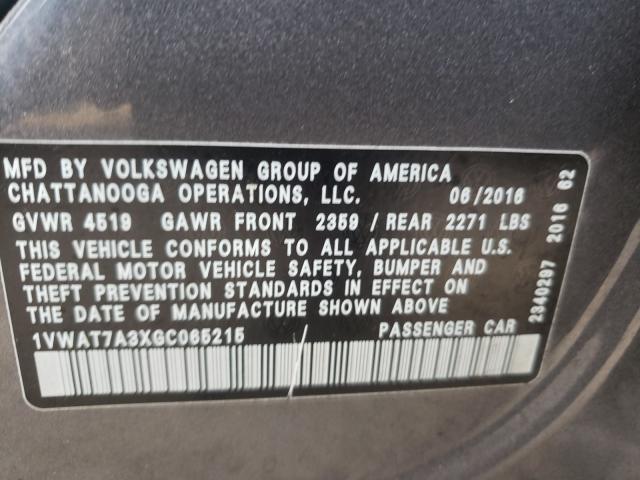 MFD BY VOLKSWAGEN GROUP OF AMERICA
CHATTANOOGA OPERATIONS, LLC. 06/2016
GVWR 4519 GAWR FRONT 2359 / REAR 2271 LBS
THIS VEHICLE CONFORMS TO ALL APPLICABLE U.S.
FEDERAL MOTOR VEHICLE SAFETY, BUMPER AND
THEFT PREVENTION STANDARDS IN EFFECT ON
THE DATE OF MANUFACTURE SHOWN ABOVE
1VWAT7A3XGC065215 PASSENGER CAR
2340297 2016 62